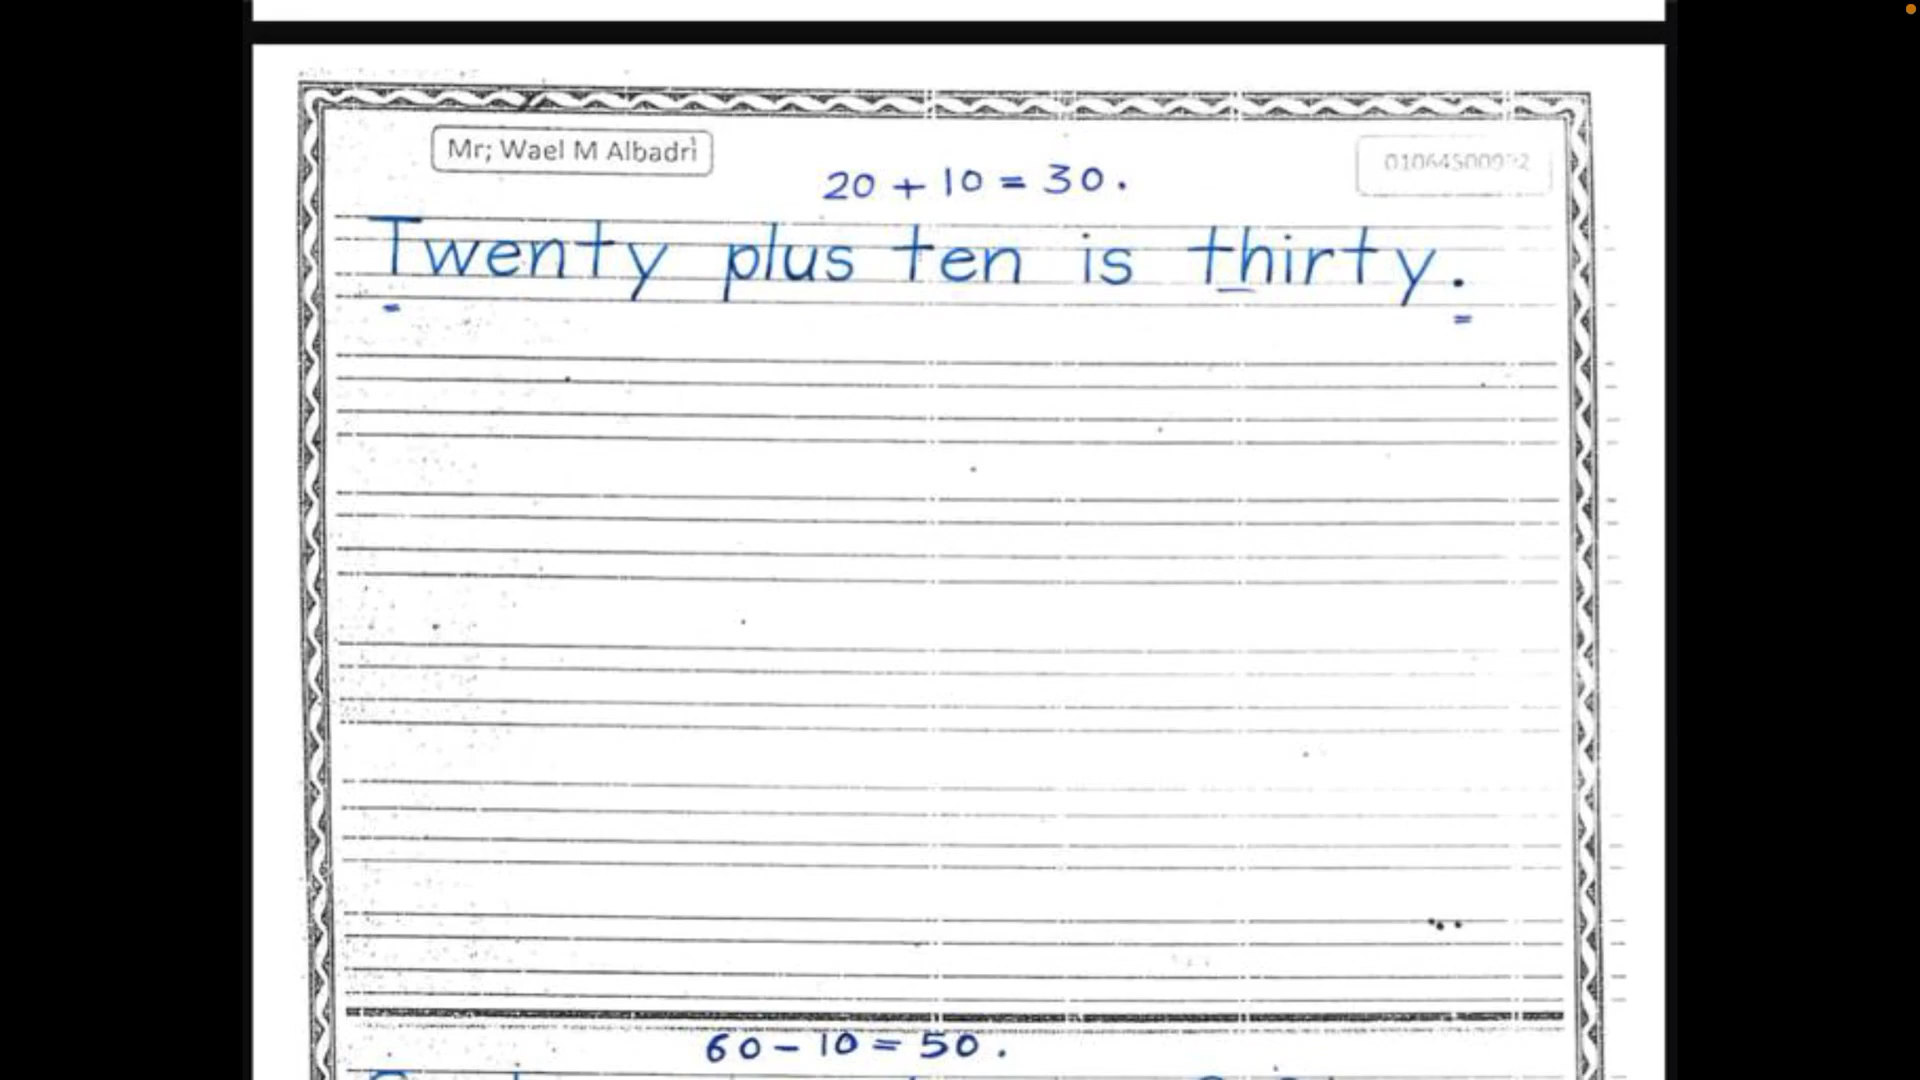 Mr; Wael M Albadri
20 + 10 = 30.
Twenty plus ten is thirty.
60 - 10 = 50.